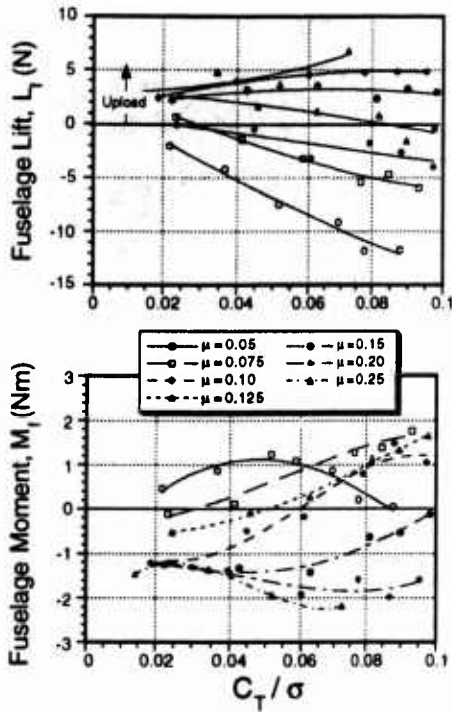 Fuselage Lift, L_f (N)
10
5
0
-5
-10
-15
Upload
0 0.02 0.04 0.06 0.08 0.1
μ=0.05 μ=0.15
μ=0.075 μ=0.20
μ=0.10 μ=0.25
μ=0.125
Fuselage Moment, M_f (Nm)
3
2
1
0
-1
-2
-3
0 0.02 0.04 0.06 0.08 0.1
C_T / σ